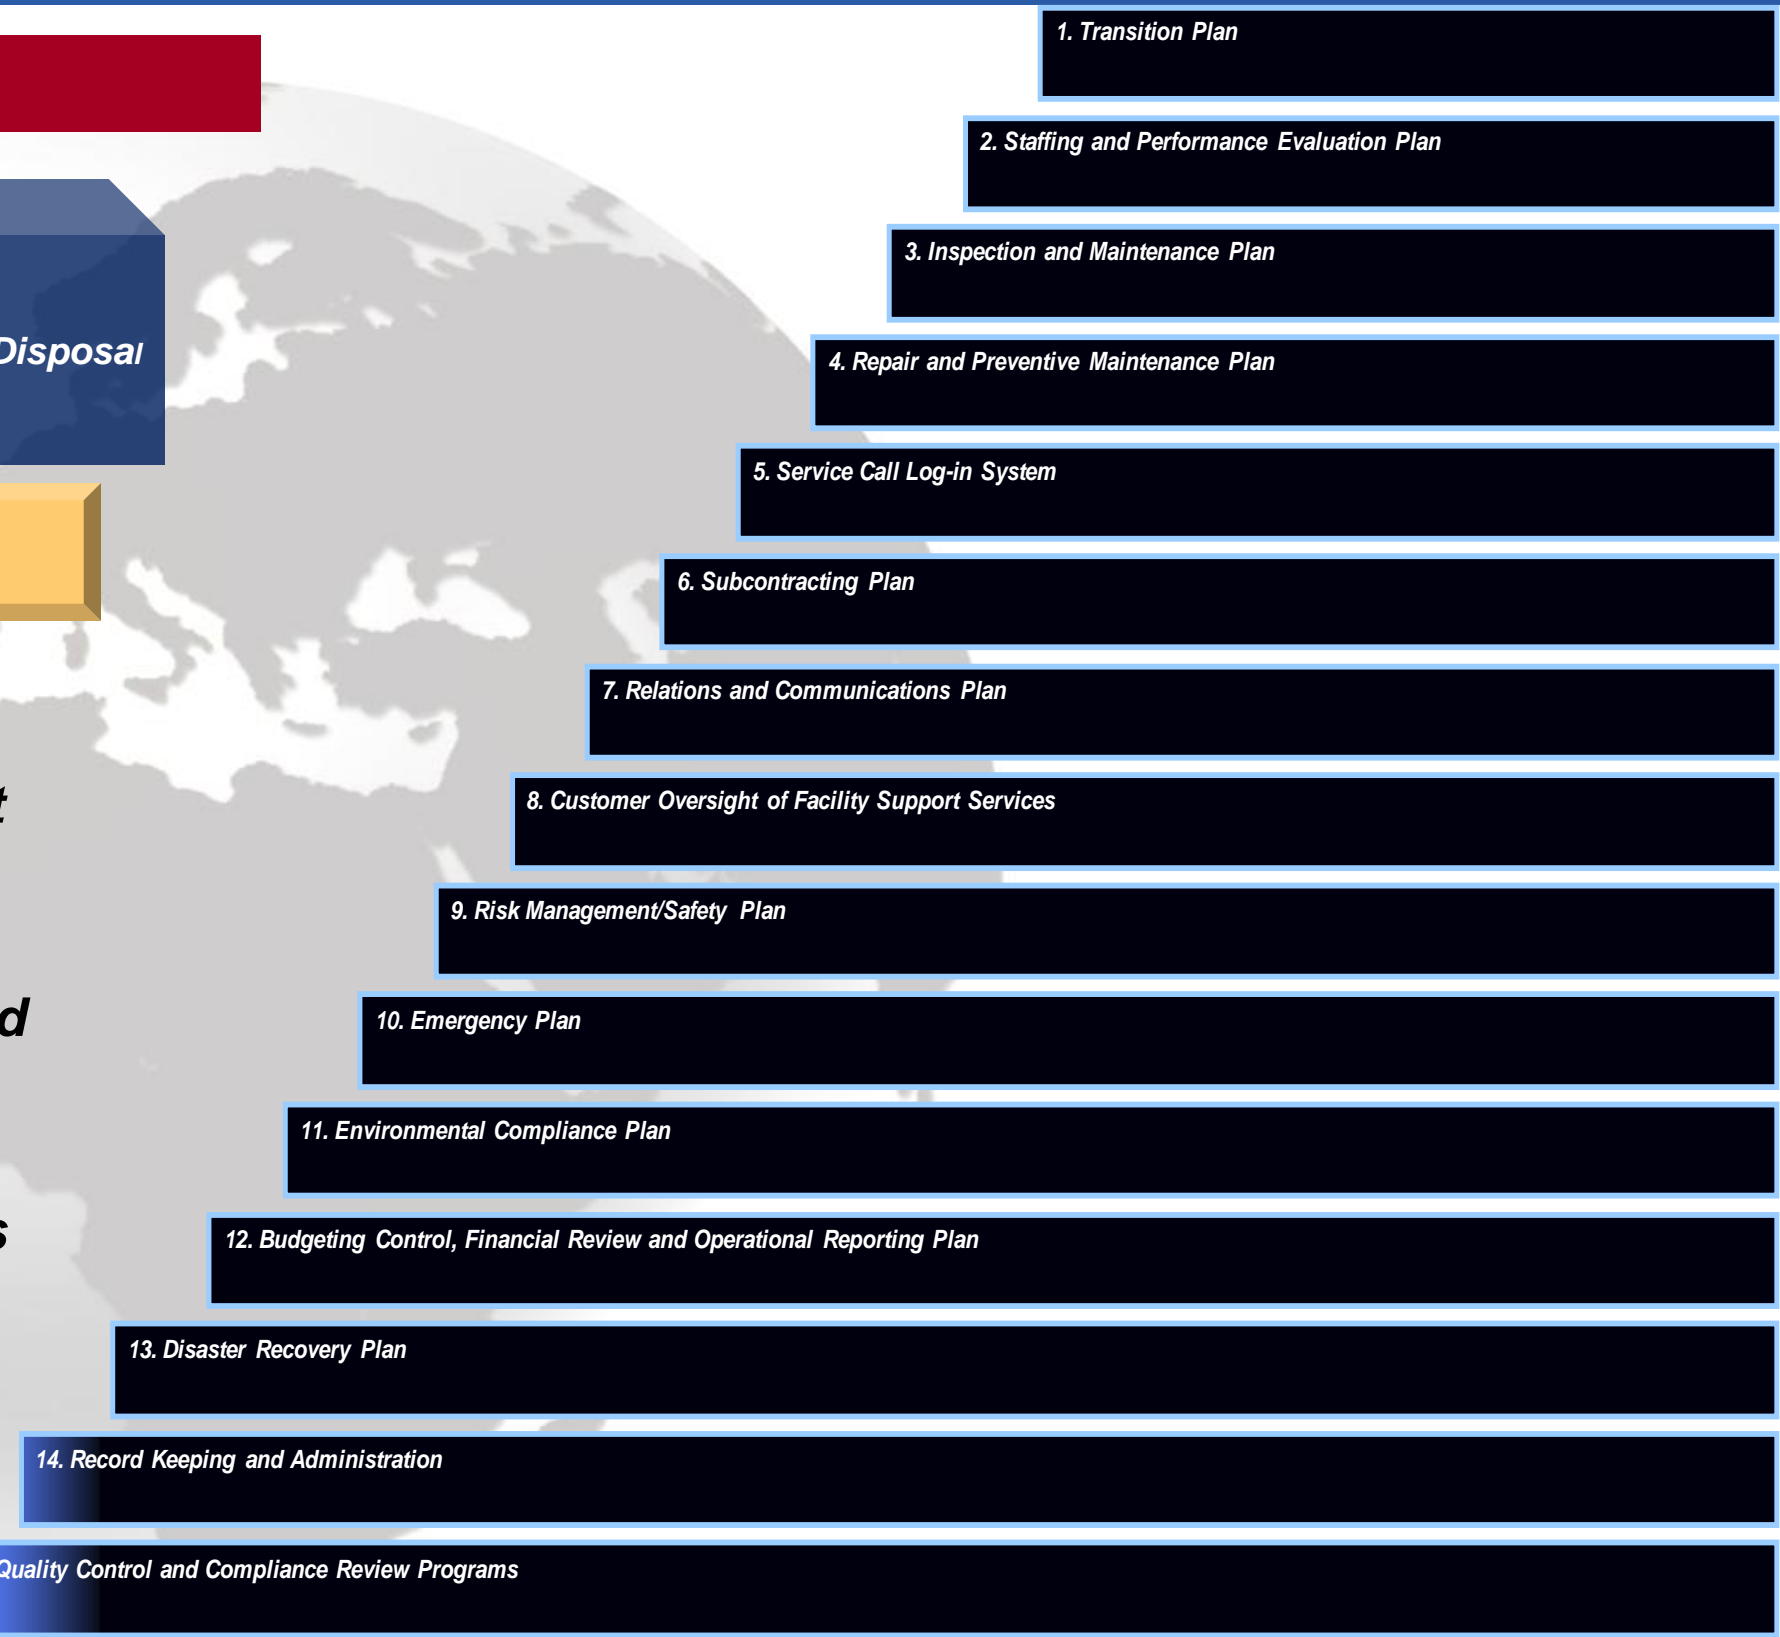 1. Transition Plan
2. Staffing and Performance Evaluation Plan
3. Inspection and Maintenance Plan
Disposal
4. Repair and Preventive Maintenance Plan
5. Service Call Log-in System
6. Subcontracting Plan
7. Relations and Communications Plan
t
8. Customer Oversight of Facility Support Services
9. Risk Management/Safety Plan
d
10. Emergency Plan
11. Environmental Compliance Plan
s
12. Budgeting Control, Financial Review and Operational Reporting Plan
13. Disaster Recovery Plan
14. Record Keeping and Administration
Quality Control and Compliance Review Programs